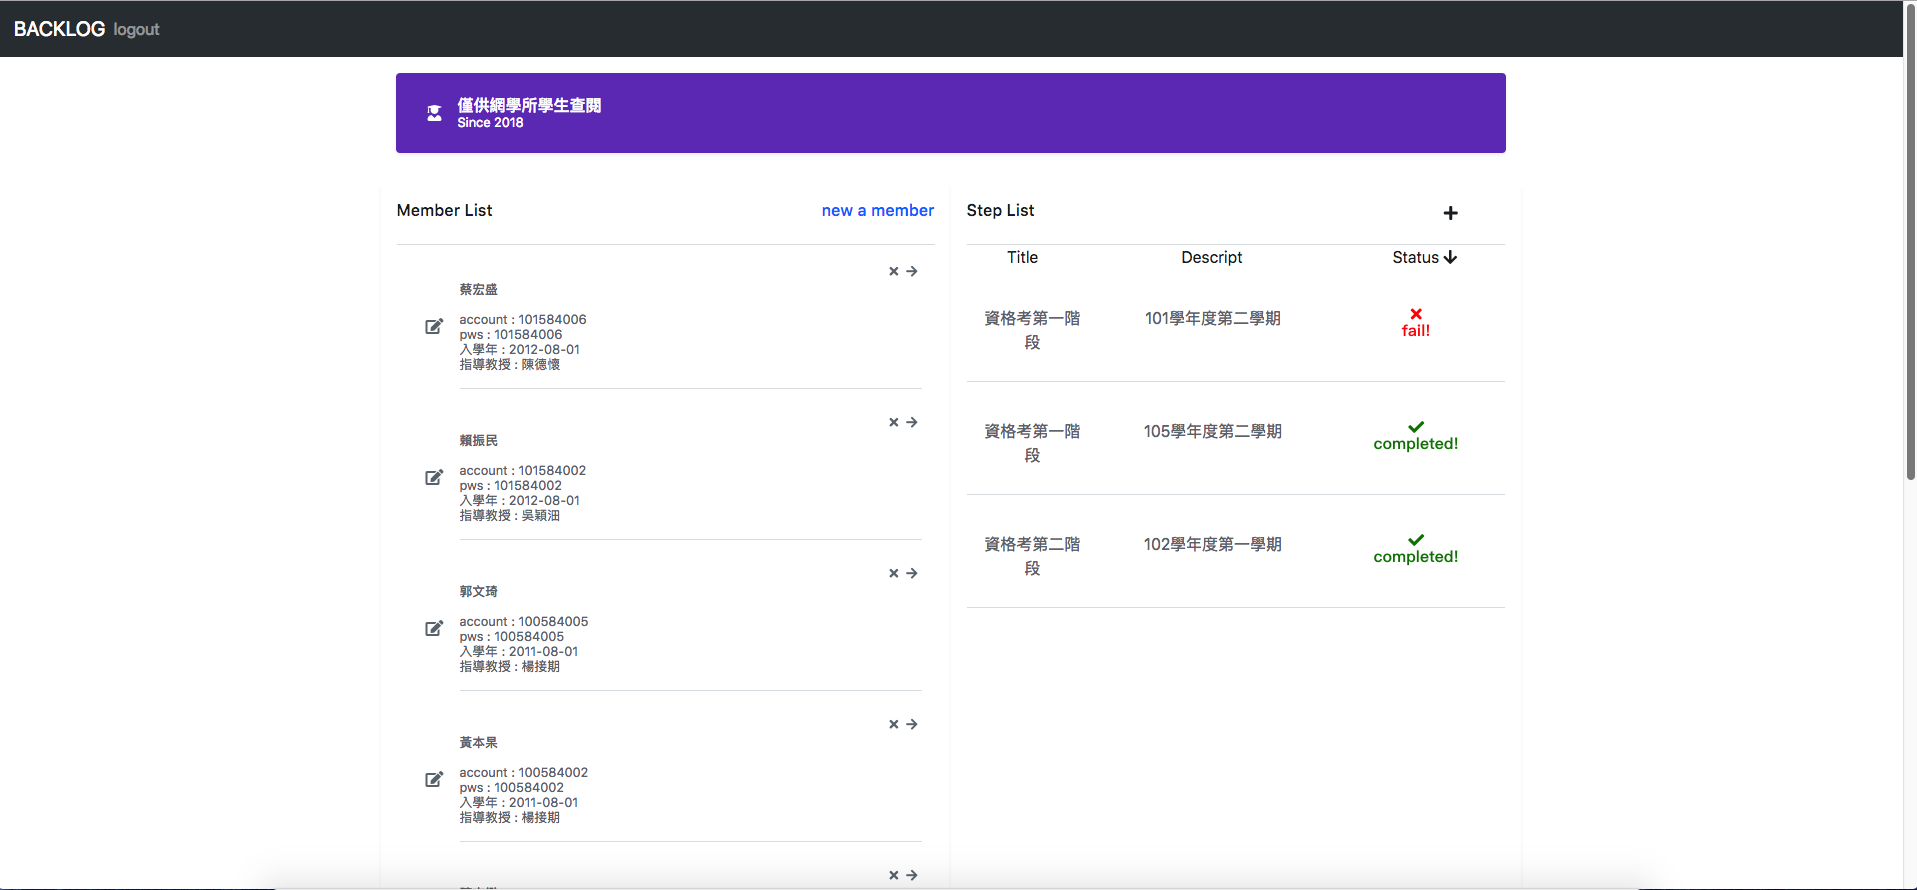 BACKLOG logout
僅供網學所學生查閱
Since 2018
Member List
new a member
蔡宏盛
account : 101584006
pws : 101584006
入學年 : 2012-08-01
指導教授 : 陳德懷
賴振民
account : 101584002
pws : 101584002
入學年 : 2012-08-01
指導教授 : 吳穎沺
郭文琦
account : 100584005
pws : 100584005
入學年 : 2011-08-01
指導教授 : 楊接期
黃本杲
account : 100584002
pws : 100584002
入學年 : 2011-08-01
指導教授 : 楊接期
Step List
Title Descript Status
資格考第一階
段
101學年度第二學期
fail!
資格考第一階
段
105學年度第二學期
completed!
資格考第二階
段
102學年度第一學期
completed!